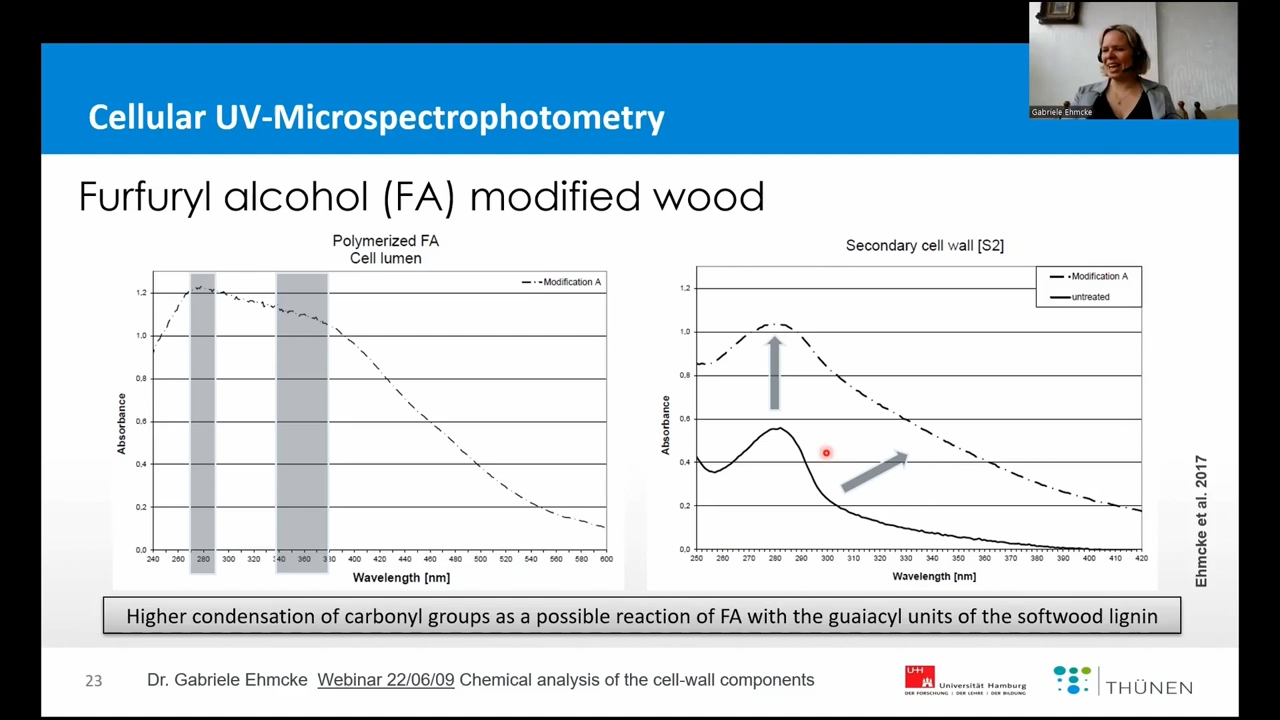 Gabriele Ehmcke
Cellular UV-Microspectrophotometry
Furfuryl alcohol (FA) modified wood
Polymerized FA
Cell lumen
Modification A
Absorbance
1,2
1,0
0,8
0,6
0,4
0,2
0,0
240 260 280 300 320 340 360 380 400 420 440 460 480 500 520 540 560 580 600
Wavelength [nm]
Secondary cell wall [S2]
Modification A
untreated
Absorbance
1,2
1,0
0,8
0,6
0,4
0,2
0,0
250 260 270 280 290 300 310 320 330 340 350 360 370 380 390 400 410 420
Wavelength [nm]
Ehmcke et al. 2017
Higher condensation of carbonyl groups as a possible reaction of FA with the guaiacyl units of the softwood lignin
23
Dr. Gabriele Ehmcke Webinar 22/06/09 Chemical analysis of the cell-wall components
UHH
Universität Hamburg
DER FORSCHUNG | DER LEHRE | DER BILDUNG
THÜNEN